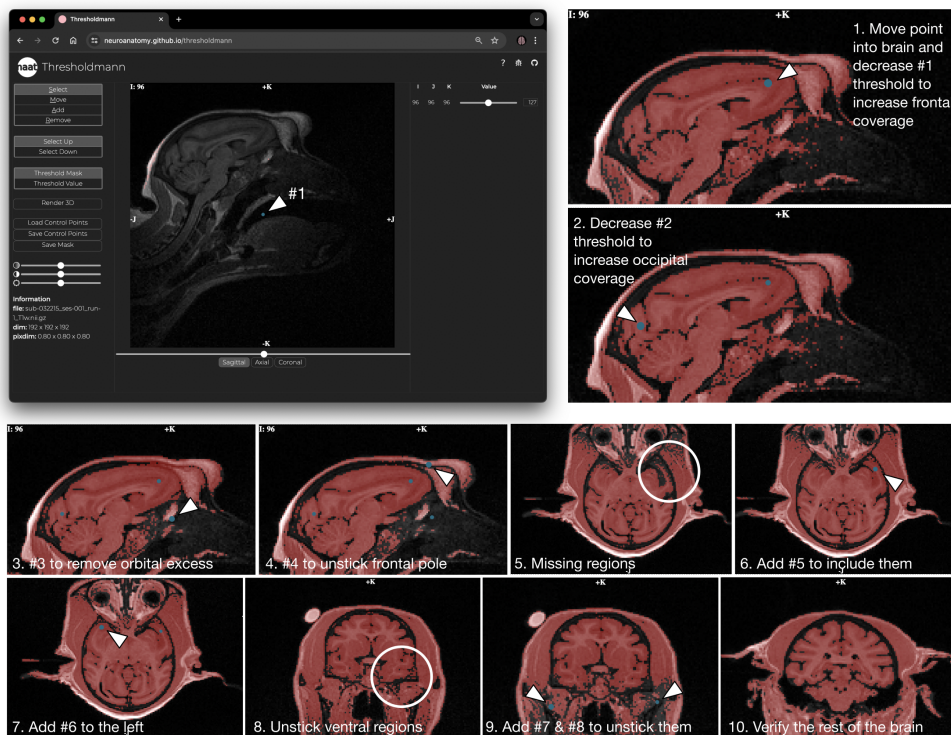 Thresholdmann
neuroanatomy.github.io/thresholdmann
naat Thresholdmann
?
Select
Move
Add
Remove
Select Up
Select Down
Threshold Mask
Threshold Value
Render 3D
Load Control Points
Save Control Points
Save Mask
Information
file: sub-032215_ses-001_run-
1_T1w.nii.gz
dim: 192 x 192 x 192
pixdim: 0.80 x 0.80 x 0.80
I: 96
+K
-J
+J
-K
#1
Sagittal Axial Coronal
I J K Value
96 96 96 127
I: 96
+K
1. Move point
into brain and
decrease #1
threshold to
increase fronta
coverage
+K
2. Decrease #2
threshold to
increase occipital
coverage
I: 96
+K
3. #3 to remove orbital excess
I: 96
+K
4. #4 to unstick frontal pole
5. Missing regions
6. Add #5 to include them
7. Add #6 to the left
+K
8. Unstick ventral regions
+K
9. Add #7 & #8 to unstick them
+K
10. Verify the rest of the brain